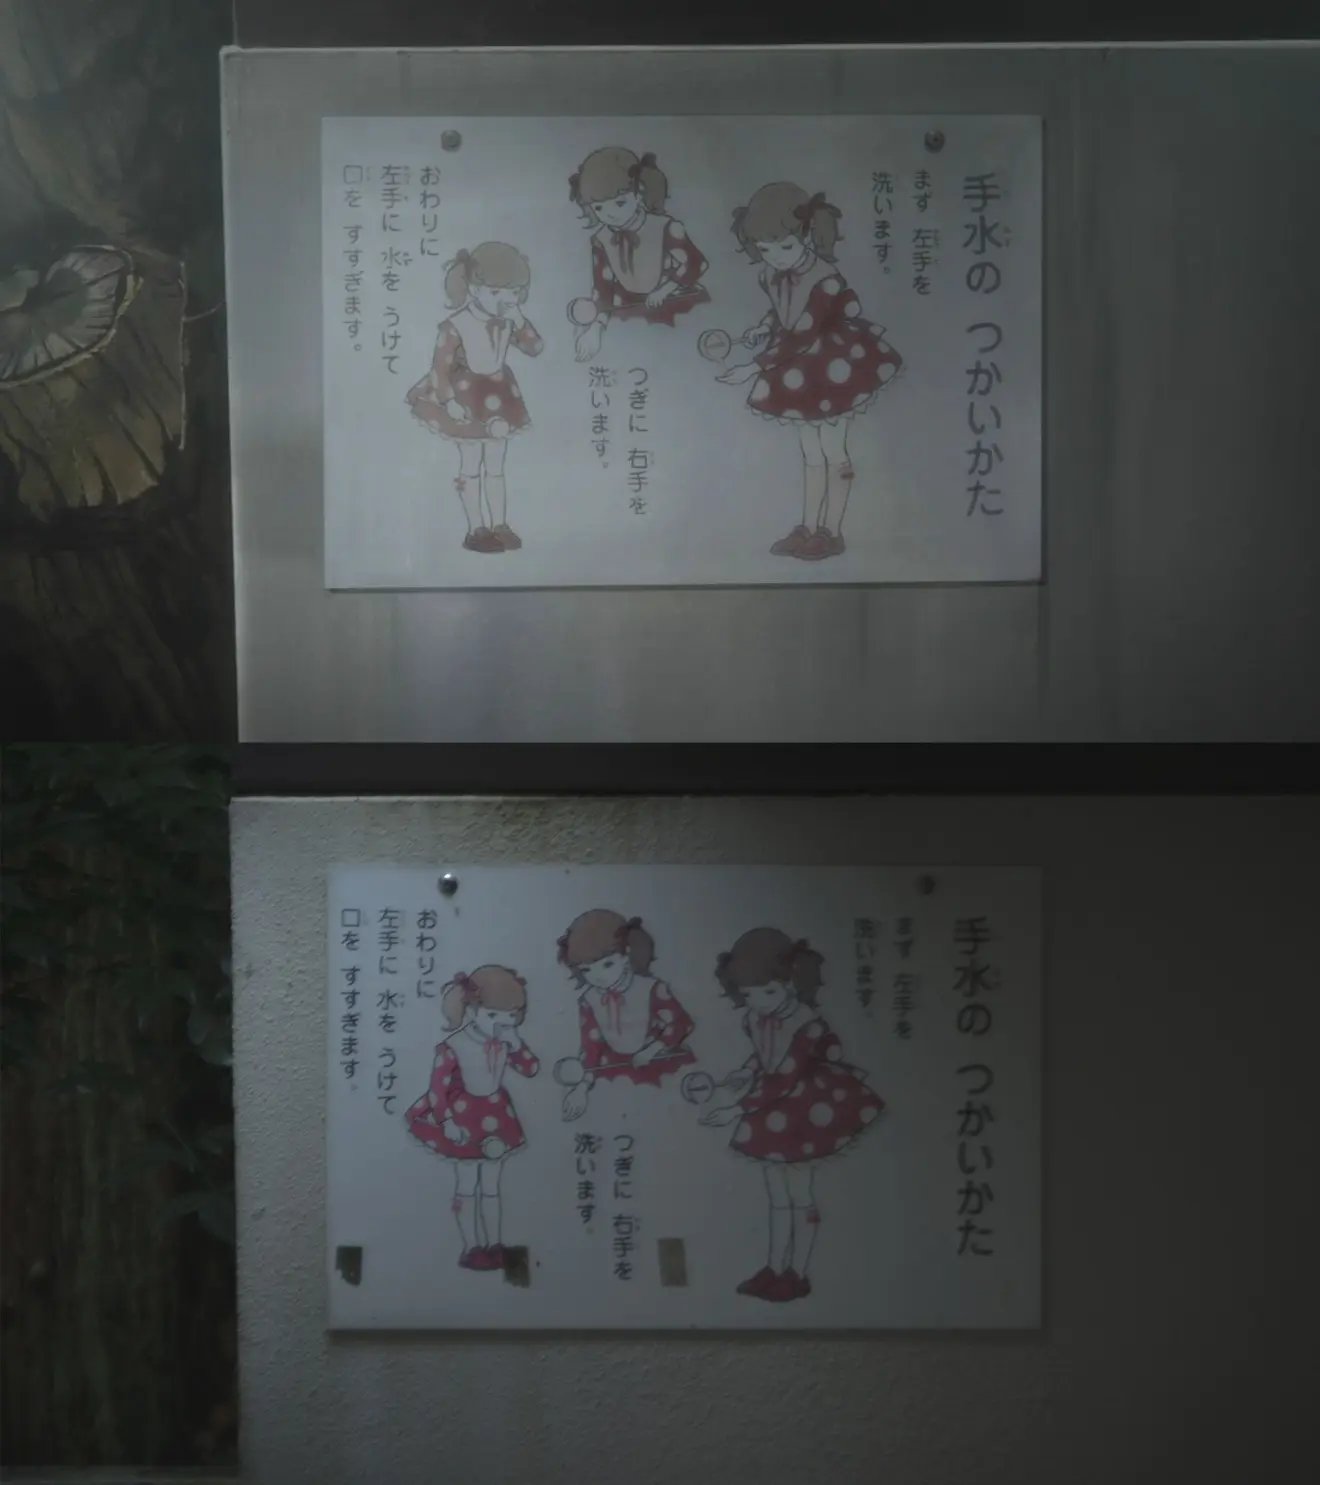 手水の つかいかた
まず 左手を
洗います。
つぎに 右手を
洗います。
おわりに
左手に 水を うけて
口を すすぎます。
手水の つかいかた
まず 左手を
洗います。
つぎに 右手を
洗います。
おわりに
左手に 水を うけて
口を すすぎます。